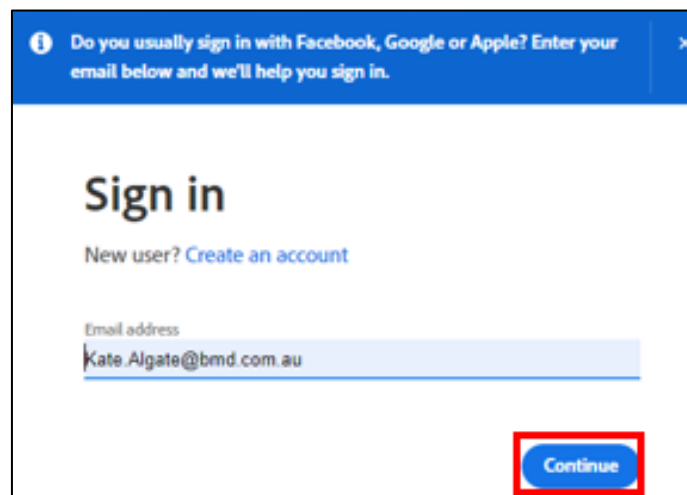 Do you usually sign in with Facebook, Google or Apple? Enter your
email below and we'll help you sign in.
Sign in
New user? Create an account
Email address
Kate.Algate@bmd.com.au
Continue